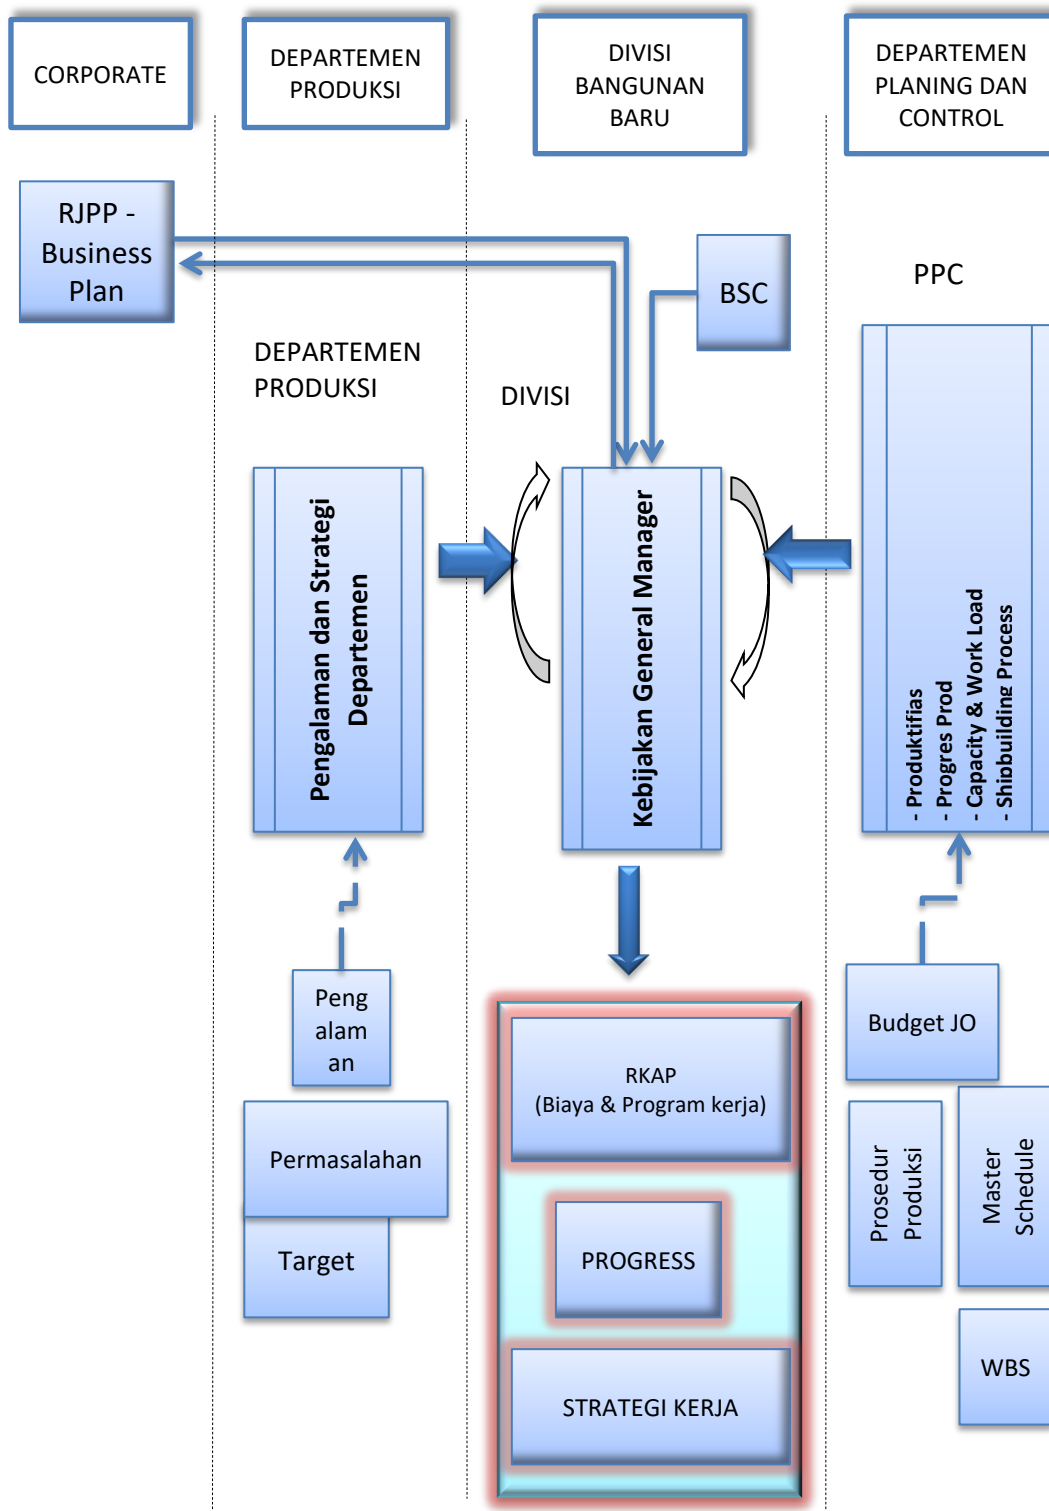 CORPORATE
DEPARTEMEN
PRODUKSI
DIVISI
BANGUNAN
BARU
DEPARTEMEN
PLANING DAN
CONTROL
RJPP -
Business
Plan
BSC
PPC
DEPARTEMEN
PRODUKSI
DIVISI
Pengalaman dan Strategi
Departemen
Kebijakan General Manager
- Produktifias
- Progres Prod
- Capacity & Work Load
- Shipbuilding Process
Peng
alam
an
Permasalahan
Target
RKAP
(Biaya & Program kerja)
PROGRESS
STRATEGI KERJA
Budget JO
Prosedur
Produksi
Master
Schedule
WBS